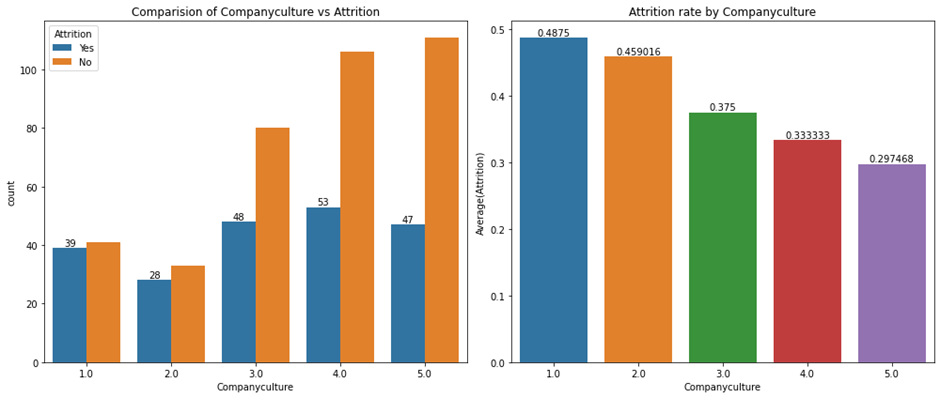 Comparision of Companyculture vs Attrition
Attrition
Yes
No
100
80
60
40
20
0
count
39
28
48
53
47
1.0 2.0 3.0 4.0 5.0
Companyculture
Attrition rate by Companyculture
0.5
0.4
0.3
0.2
0.1
0.0
Average(Attrition)
0.4875
0.459016
0.375
0.333333
0.297468
1.0 2.0 3.0 4.0 5.0
Companyculture